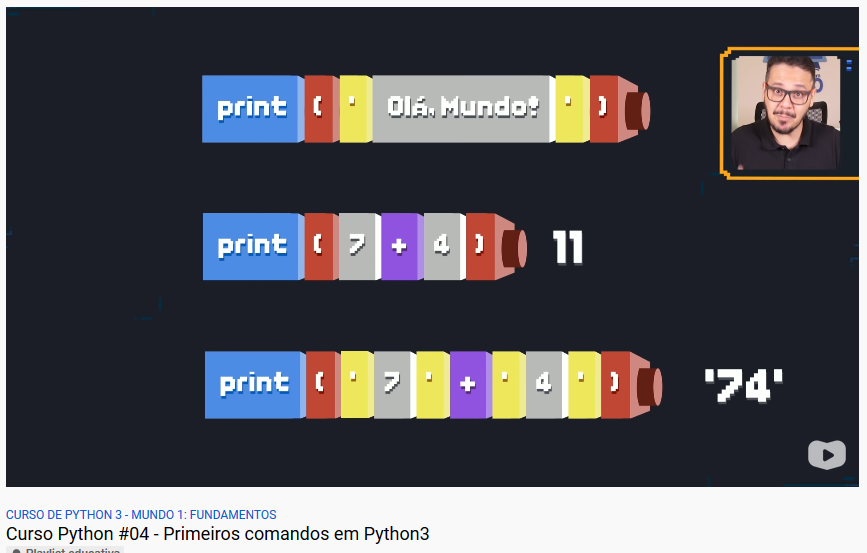 print ( ' Olá, Mundo! ' )
print ( 7 + 4 ) 11
print ( ' 7 ' + ' 4 ' ) '74'
CURSO DE PYTHON 3 - MUNDO 1: FUNDAMENTOS
Curso Python #04 - Primeiros comandos em Python3
Playlist educativa